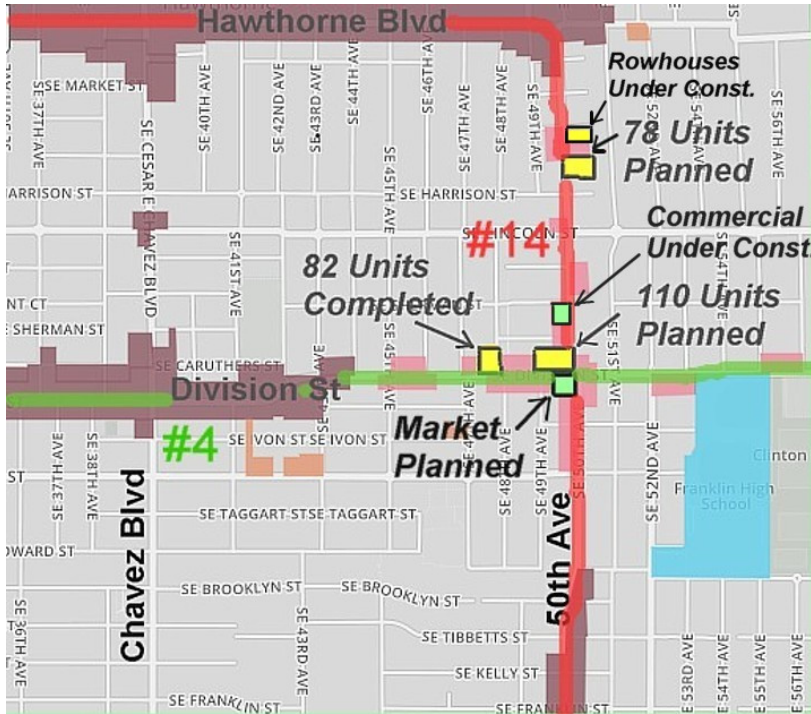 Hawthorne Blvd
SE MARKET ST
SE 37TH AVE
SE 40TH AVE
SE 42ND AVE
SE 43RD AVE
SE 44TH AVE
SE 46TH AVE
SE 47TH AVE
SE 48TH AVE
SE 49TH AVE
SE 56TH AVE
Rowhouses
Under Const.
78 Units
Planned
SE CESAR E CHAVEZ BLVD
SE 45TH AVE
ARRISON ST
SE HARRISON ST
#14
SE 41ST AVE
Commercial
Under Const.
82 Units
Completed
110 Units
Planned
SE 54TH AVE
NT CT
E SHERMAN ST
SE 51ST AVE
SE CARUTHERS ST
SE 45TH AVE
Division St
#4
SE IVON ST
SE IVON ST
Market
Planned
SE 37TH AVE
SE 38TH AVE
SE 49TH AVE
SE 50TH AVE
SE 52ND AVE
Clinton
Franklin High
School
SE TAGGART ST
SE TAGGART ST
OWARD ST
Chavez Blvd
50th Ave
SE BROOKLYN ST
SE BROOKLYN ST
SE 36TH AVE
SE 43RD AVE
SE TIBBETTS ST
SE KELLY ST
SE FRANKLIN ST
SE FRANKLIN ST
SE 53RD AVE
SE 54TH AVE
SE 55TH AVE
SE 56TH AVE